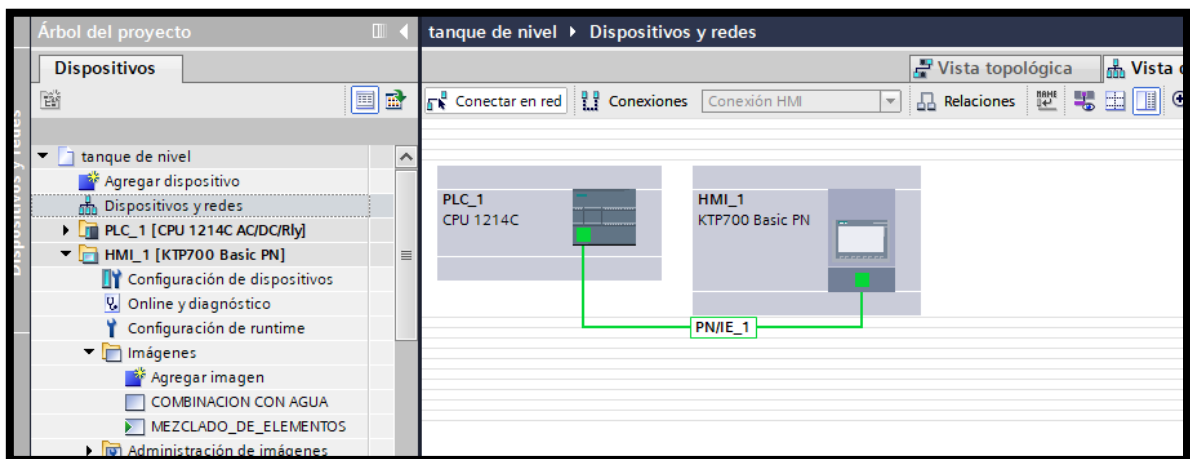 Dispositivos y redes
Árbol del proyecto
Dispositivos
tanque de nivel
Agregar dispositivo
Dispositivos y redes
PLC_1 [CPU 1214C AC/DC/Rly]
HMI_1 [KTP700 Basic PN]
Configuración de dispositivos
Online y diagnóstico
Configuración de runtime
Imágenes
Agregar imagen
COMBINACION CON AGUA
MEZCLADO_DE_ELEMENTOS
Administración de imágenes
tanque de nivel Dispositivos y redes
Vista topológica Vista
Conectar en red Conexiones Conexión HMI Relaciones
PLC_1
CPU 1214C
HMI_1
KTP700 Basic PN
PN/IE_1